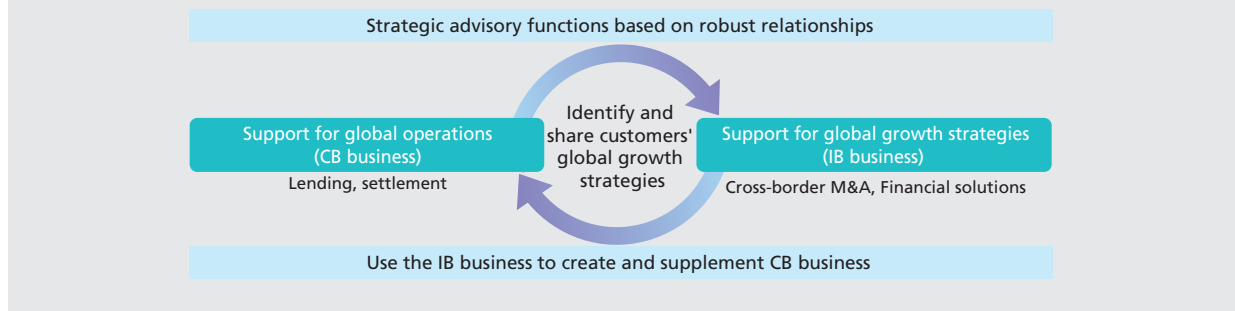 Strategic advisory functions based on robust relationships
Support for global operations
(CB business)
Lending, settlement
Identify and
share customers'
global growth
strategies
Support for global growth strategies
(IB business)
Cross-border M&A, Financial solutions
Use the IB business to create and supplement CB business